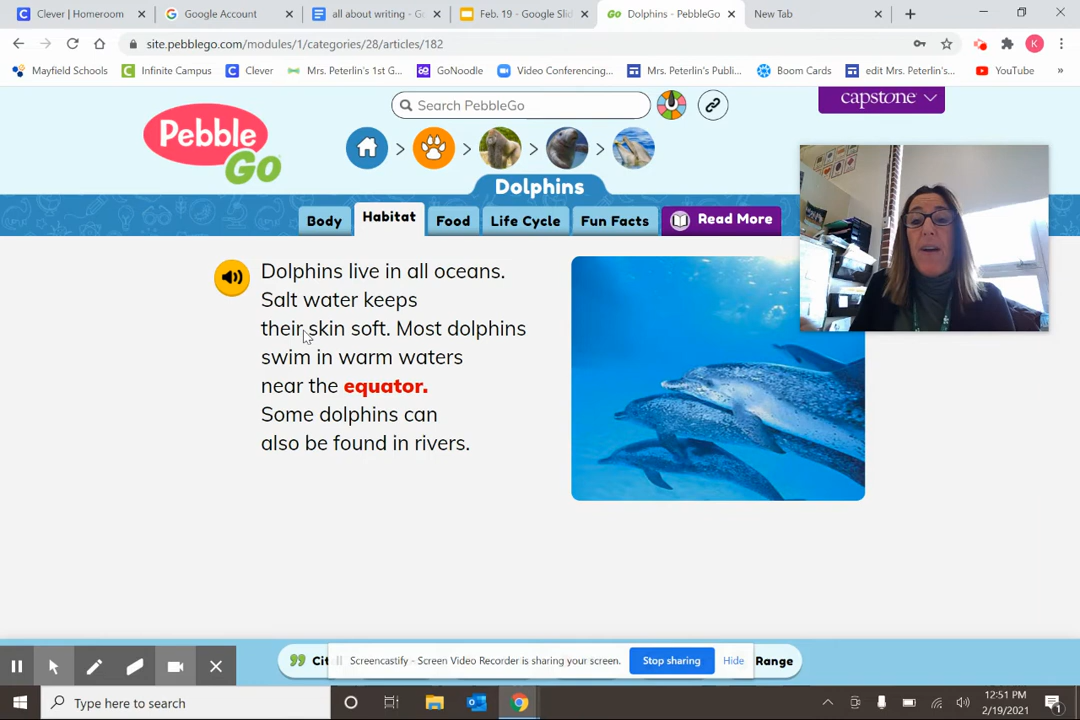 Clever | Homeroom
Google Account
all about writing - Go
Feb. 19 - Google Slid
Go Dolphins - PebbleGo
New Tab
site.pebblego.com/modules/1/categories/28/articles/182
Mayfield Schools
Infinite Campus
Clever
Mrs. Peterlin's 1st G...
GoNoodle
Video Conferencing...
Mrs. Peterlin's Publi...
Boom Cards
edit Mrs. Peterlin's...
YouTube
»
Pebble
Go
Search PebbleGo
capstone
K
Dolphins
Body
Habitat
Food
Life Cycle
Fun Facts
Read More
Dolphins live in all oceans.
Salt water keeps
their skin soft. Most dolphins
swim in warm waters
near the equator.
Some dolphins can
also be found in rivers.
Cit
Screencastify - Screen Video Recorder is sharing your screen.
Stop sharing
Hide
Range
Type here to search
12:51 PM
2/19/2021
1